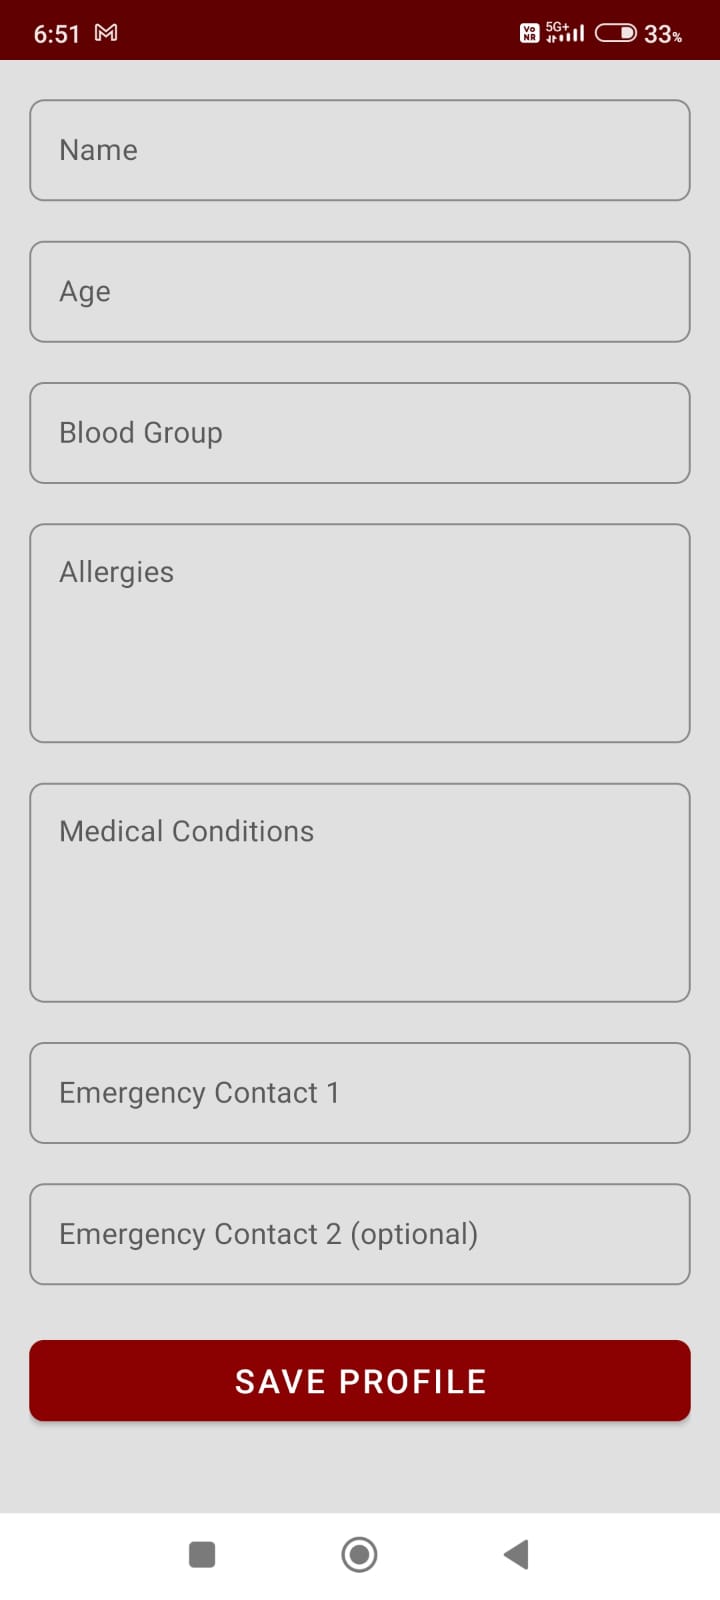 6:51
Vo
NR
5G+
33%
Name
Age
Blood Group
Allergies
Medical Conditions
Emergency Contact 1
Emergency Contact 2 (optional)
SAVE PROFILE